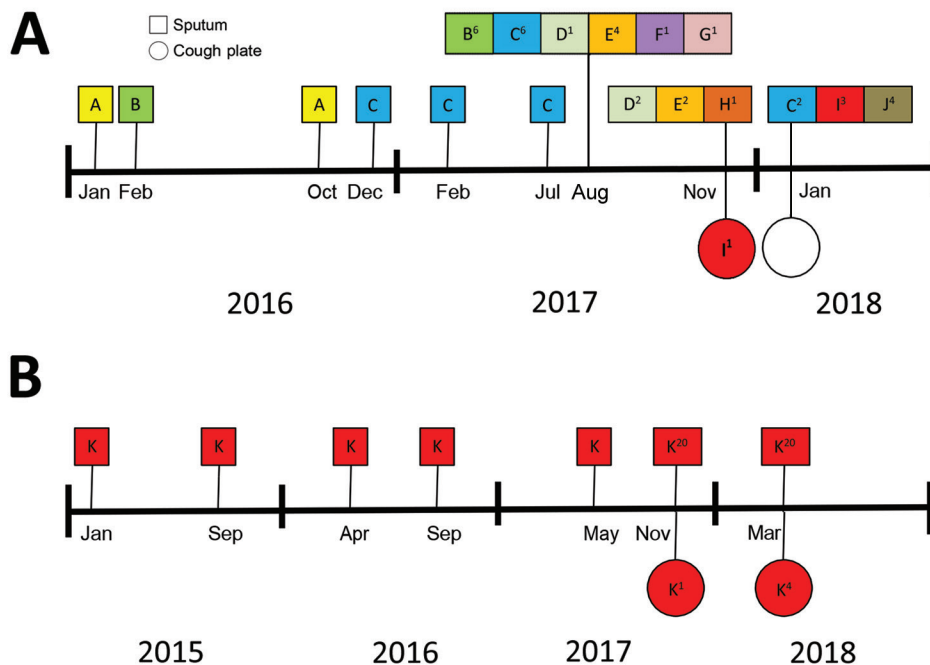 A
Sputum
Cough plate
B⁶ C⁶ D¹ E⁴ F¹ G¹
A B A C C C D² E² H¹ C² I³ J⁴
Jan Feb Oct Dec Feb Jul Aug Nov Jan
I¹
2016 2017 2018
B
K K K K K K²⁰ K²⁰
Jan Sep Apr Sep May Nov Mar
K¹ K⁴
2015 2016 2017 2018